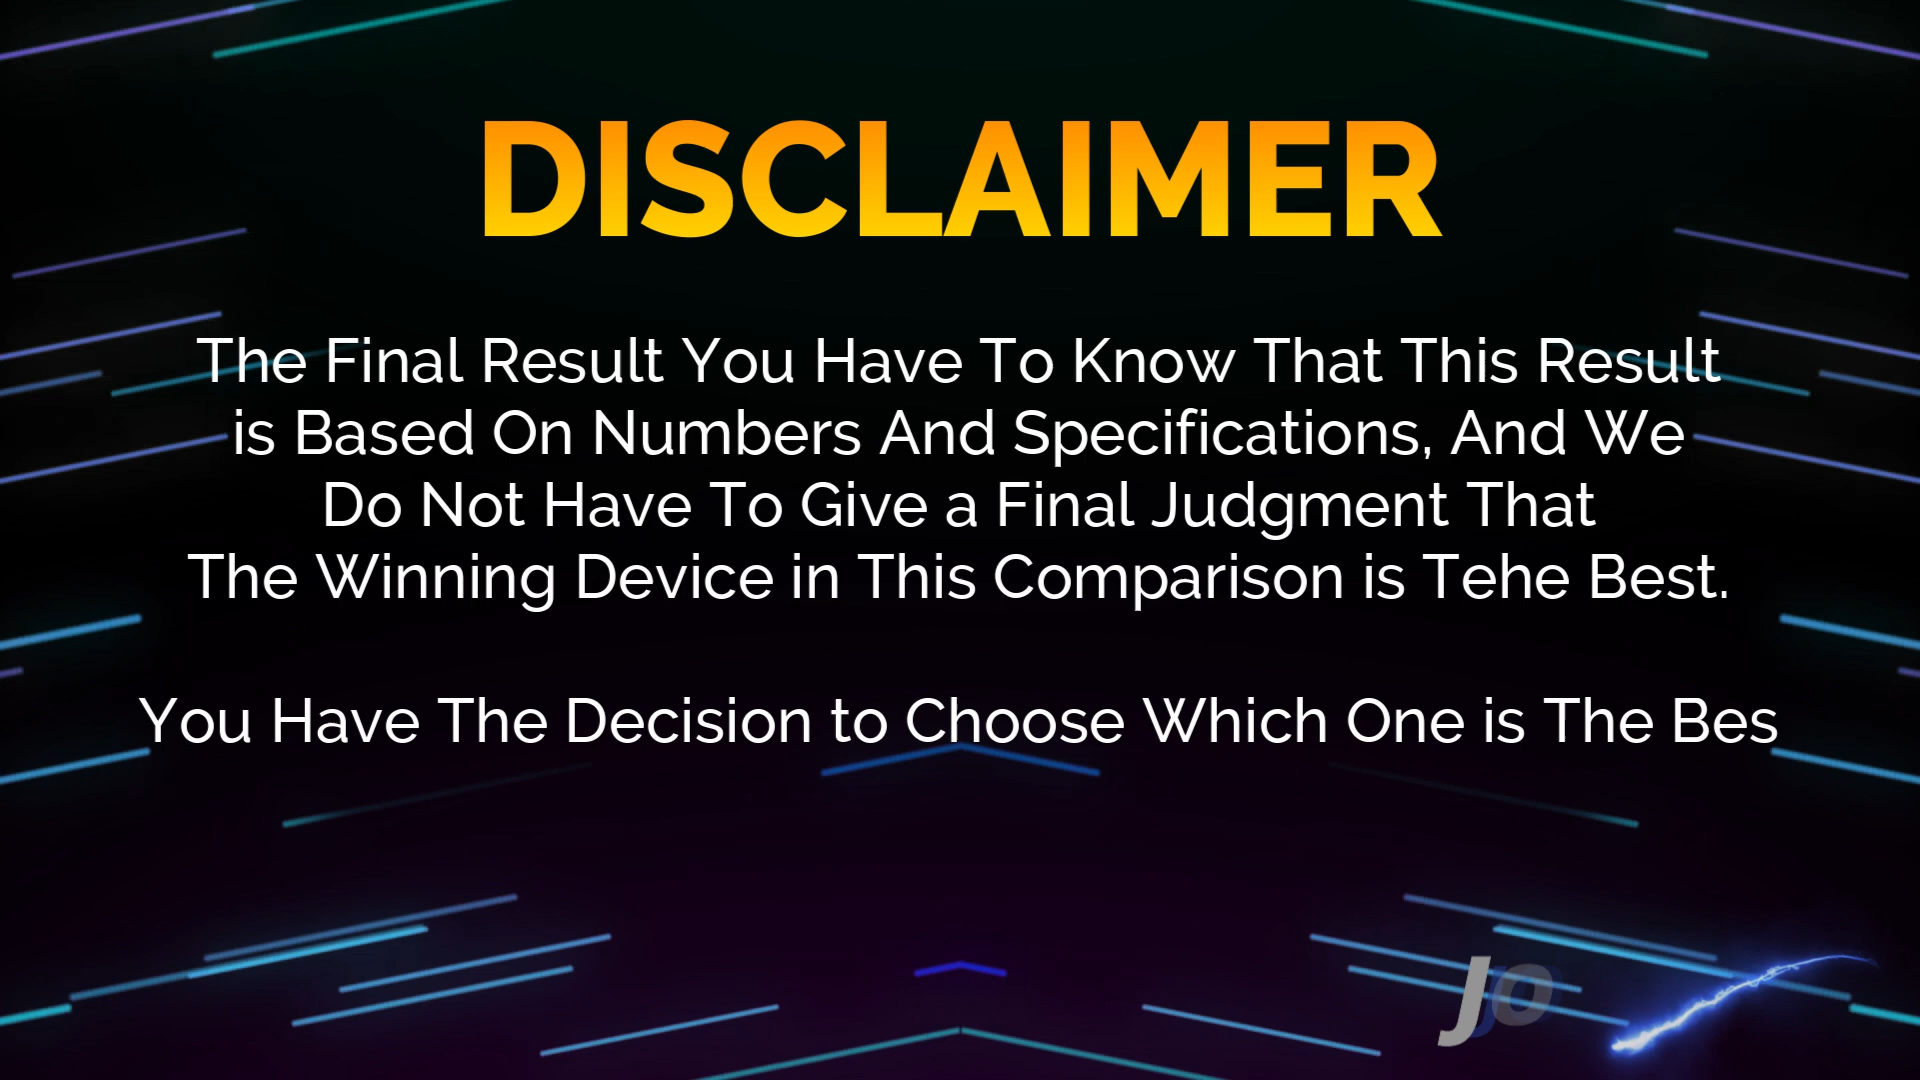 DISCLAIMER
The Final Result You Have To Know That This Result
is Based On Numbers And Specifications, And We
Do Not Have To Give a Final Judgment That
The Winning Device in This Comparison is Tehe Best.
You Have The Decision to Choose Which One is The Bes
JO